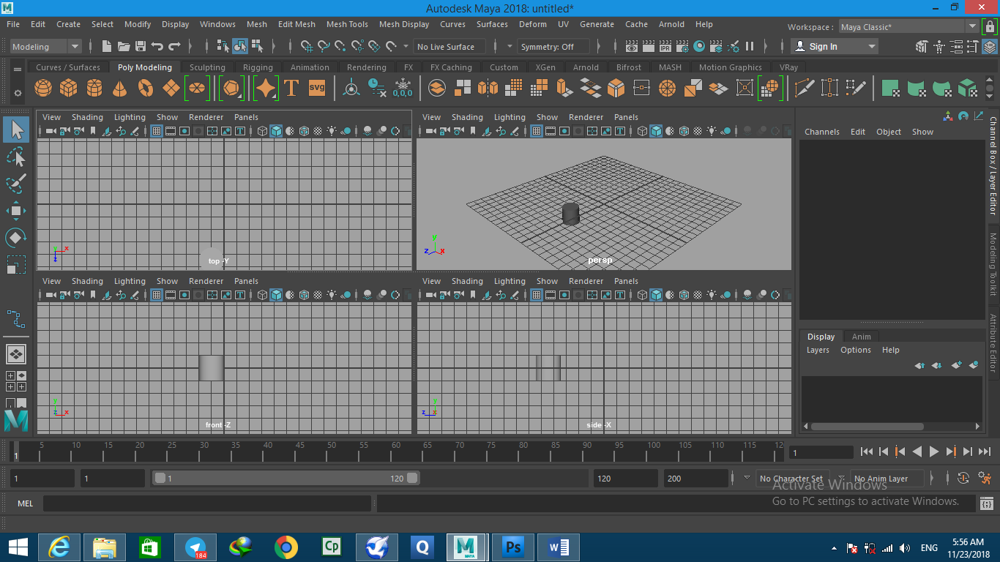 Autodesk Maya 2018: untitled*
File Edit Create Select Modify Display Windows Mesh Edit Mesh Mesh Tools Mesh Display Curves Surfaces Deform UV Generate Cache Arnold Help
Workspace : Maya Classic*
Modeling No Live Surface Symmetry: Off Sign In
Curves / Surfaces Poly Modeling Sculpting Rigging Animation Rendering FX FX Caching Custom XGen Arnold Bifrost MASH Motion Graphics VRay
T svg 0,0,0
View Shading Lighting Show Renderer Panels
View Shading Lighting Show Renderer Panels
Channels Edit Object Show
Channel Box / Layer Editor
Modeling Toolkit
Attribute Editor
top -Y
persp
View Shading Lighting Show Renderer Panels
View Shading Lighting Show Renderer Panels
Display Anim
Layers Options Help
front -Z
side -X
5 10 15 20 25 30 35 40 45 50 55 60 65 70 75 80 85 90 95 100 105 110 115 12
1
1
1 1 1 120 120 200 No Character Set No Anim Layer
Activate Windows
Go to PC settings to activate Windows.
MEL
184
Cp
Q
M
MAYA
Ps
W
ENG
5:56 AM
11/23/2018